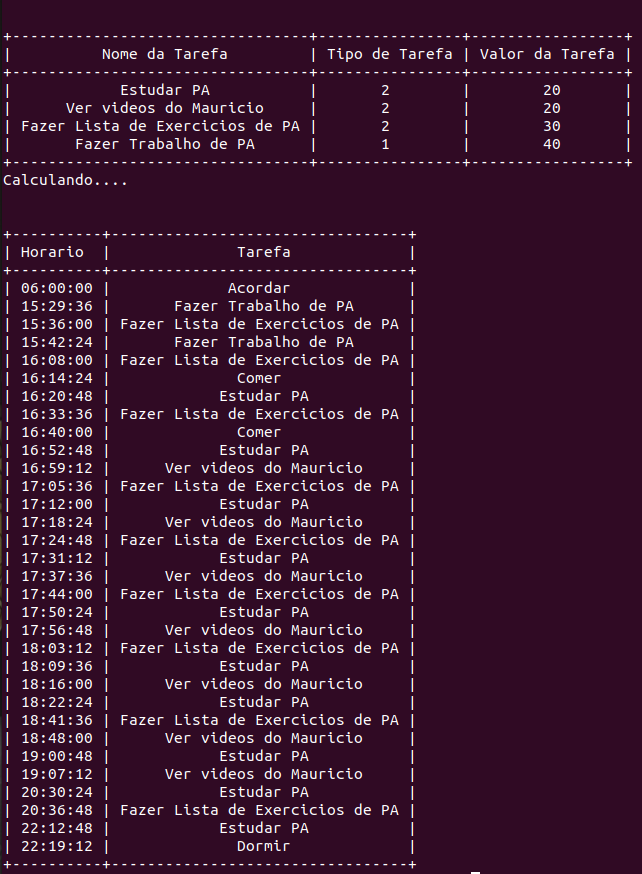 +---------------------------------+----------------+-----------------+
|          Nome da Tarefa         | Tipo de Tarefa | Valor da Tarefa |
+---------------------------------+----------------+-----------------+
|            Estudar PA           |       2        |        20       |
|      Ver videos do Mauricio     |       2        |        20       |
| Fazer Lista de Exercicios de PA |       2        |        30       |
|       Fazer Trabalho de PA      |       1        |        40       |
+---------------------------------+----------------+-----------------+
Calculando....
+----------+---------------------------------+
| Horario  |              Tarefa             |
+----------+---------------------------------+
| 06:00:00 |             Acordar             |
| 15:29:36 |       Fazer Trabalho de PA      |
| 15:36:00 | Fazer Lista de Exercicios de PA |
| 15:42:24 |       Fazer Trabalho de PA      |
| 16:08:00 | Fazer Lista de Exercicios de PA |
| 16:14:24 |              Comer              |
| 16:20:48 |            Estudar PA           |
| 16:33:36 | Fazer Lista de Exercicios de PA |
| 16:40:00 |              Comer              |
| 16:52:48 |            Estudar PA           |
| 16:59:12 |      Ver videos do Mauricio     |
| 17:05:36 | Fazer Lista de Exercicios de PA |
| 17:12:00 |            Estudar PA           |
| 17:18:24 |      Ver videos do Mauricio     |
| 17:24:48 | Fazer Lista de Exercicios de PA |
| 17:31:12 |            Estudar PA           |
| 17:37:36 |      Ver videos do Mauricio     |
| 17:44:00 | Fazer Lista de Exercicios de PA |
| 17:50:24 |            Estudar PA           |
| 17:56:48 |      Ver videos do Mauricio     |
| 18:03:12 | Fazer Lista de Exercicios de PA |
| 18:09:36 |            Estudar PA           |
| 18:16:00 |      Ver videos do Mauricio     |
| 18:22:24 |            Estudar PA           |
| 18:41:36 | Fazer Lista de Exercicios de PA |
| 18:48:00 |      Ver videos do Mauricio     |
| 19:00:48 |            Estudar PA           |
| 19:07:12 |      Ver videos do Mauricio     |
| 20:30:24 |            Estudar PA           |
| 20:36:48 | Fazer Lista de Exercicios de PA |
| 22:12:48 |            Estudar PA           |
| 22:19:12 |              Dormir             |
+----------+---------------------------------+